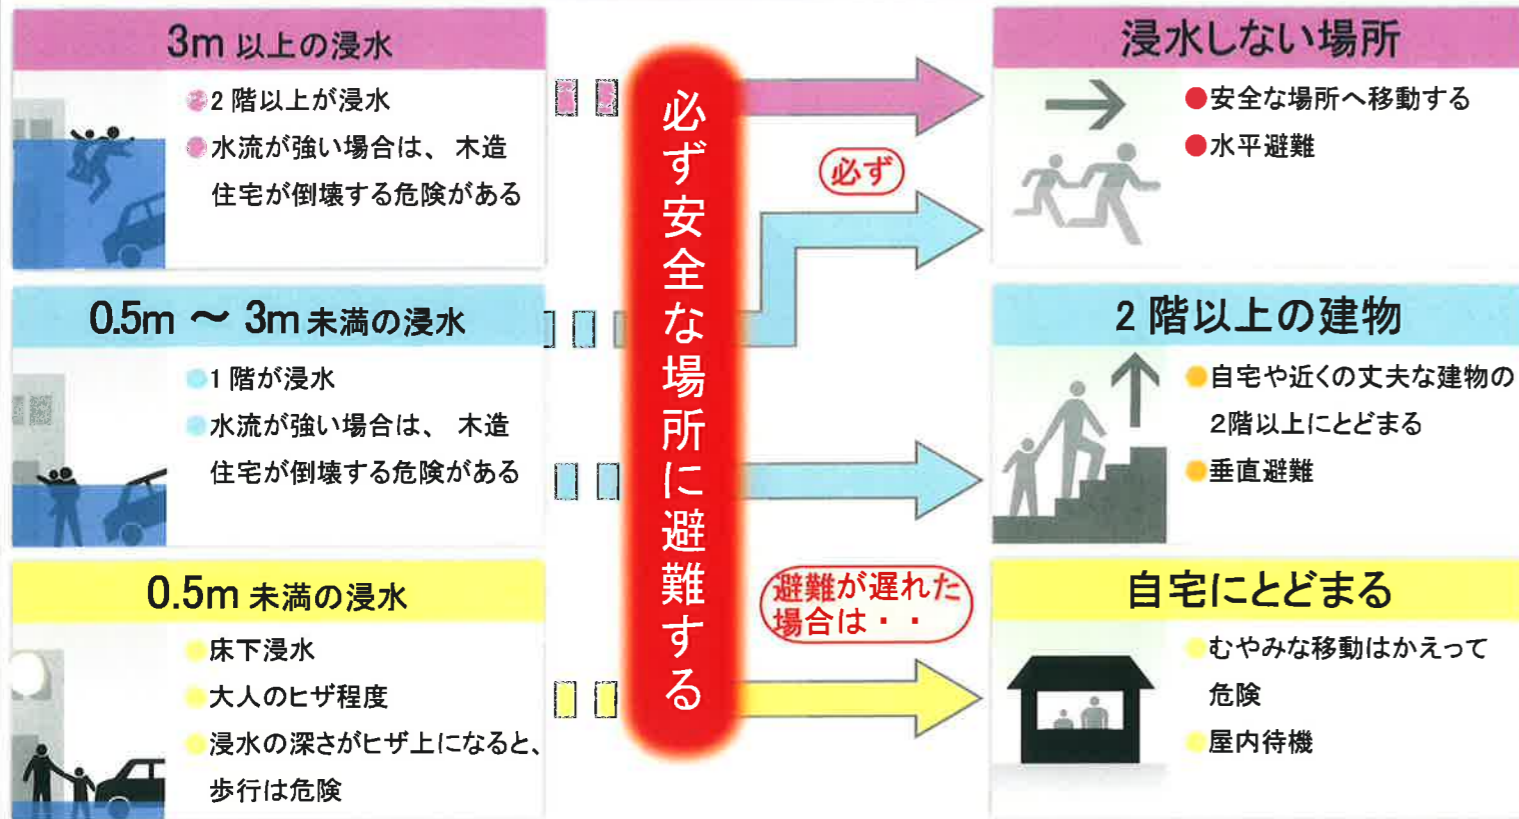 3m 以上の浸水
2 階以上が浸水
水流が強い場合は、 木造
住宅が倒壊する危険がある
0.5m ～ 3m 未満の浸水
1 階が浸水
水流が強い場合は、 木造
住宅が倒壊する危険がある
0.5m 未満の浸水
床下浸水
大人のヒザ程度
浸水の深さがヒザ上になると、
歩行は危険
必ず安全な場所に避難する
必ず
避難が遅れた
場合は・・
浸水しない場所
安全な場所へ移動する
水平避難
2 階以上の建物
自宅や近くの丈夫な建物の
2階以上にとどまる
垂直避難
自宅にとどまる
むやみな移動はかえって
危険
屋内待機